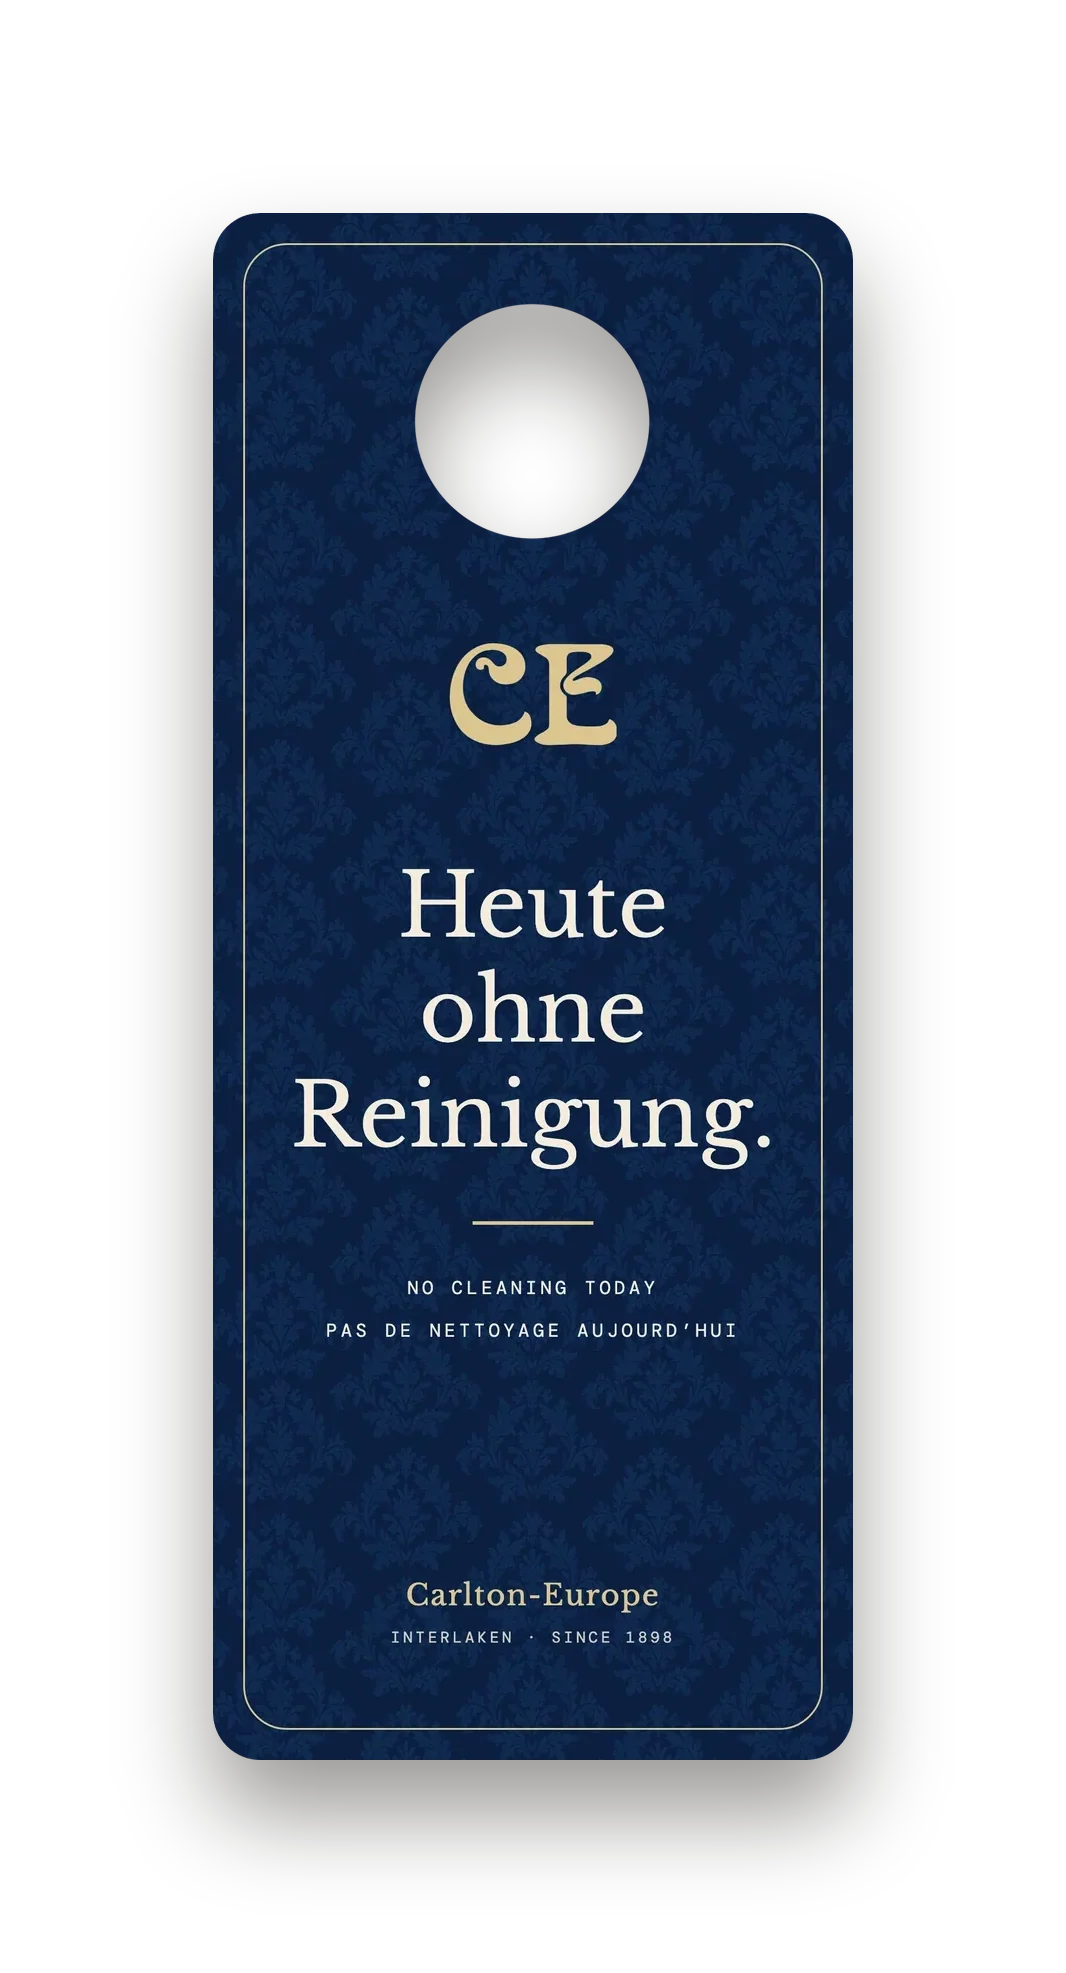 CE
Heute
ohne
Reinigung.
NO CLEANING TODAY
PAS DE NETTOYAGE AUJOURD’HUI
Carlton-Europe
INTERLAKEN · SINCE 1898